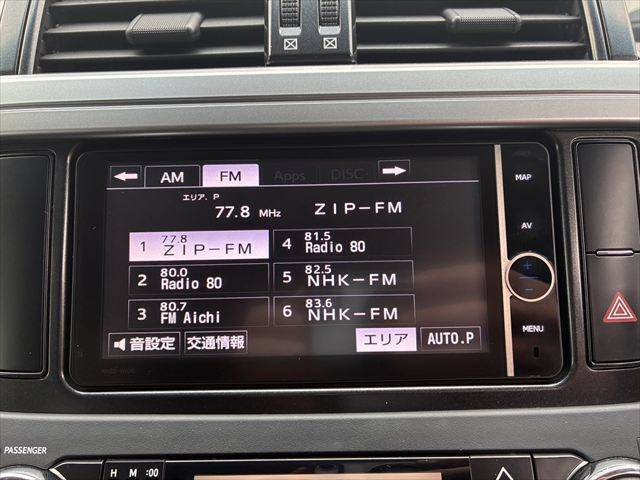 AM FM Apps DISC
MAP
エリア. P
77.8 MHz ZIP-FM
AV
1 77.8 ZIP-FM
4 81.5 Radio 80
2 80.0 Radio 80
5 82.5 NHK-FM
3 80.7 FM Aichi
6 83.6 NHK-FM
+
-
MENU
音設定 交通情報 エリア AUTO.P
PASSENGER
H M :00